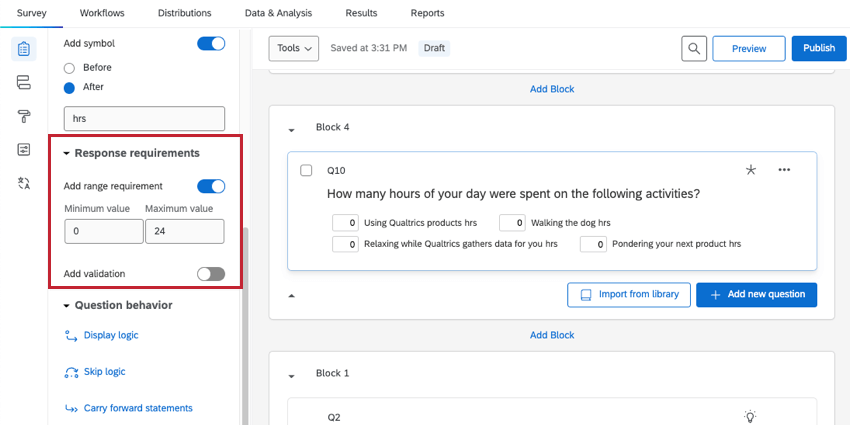 Survey Workflows Distributions Data & Analysis Results Reports
Add symbol
Before
After
hrs
Response requirements
Add range requirement
Minimum value Maximum value
0 24
Add validation
Question behavior
Display logic
Skip logic
Carry forward statements
Tools Saved at 3:31 PM Draft Preview Publish
Add Block
Block 4
Q10
How many hours of your day were spent on the following activities?
0 Using Qualtrics products hrs 0 Walking the dog hrs
0 Relaxing while Qualtrics gathers data for you hrs 0 Pondering your next product hrs
Import from library + Add new question
Add Block
Block 1
Q2